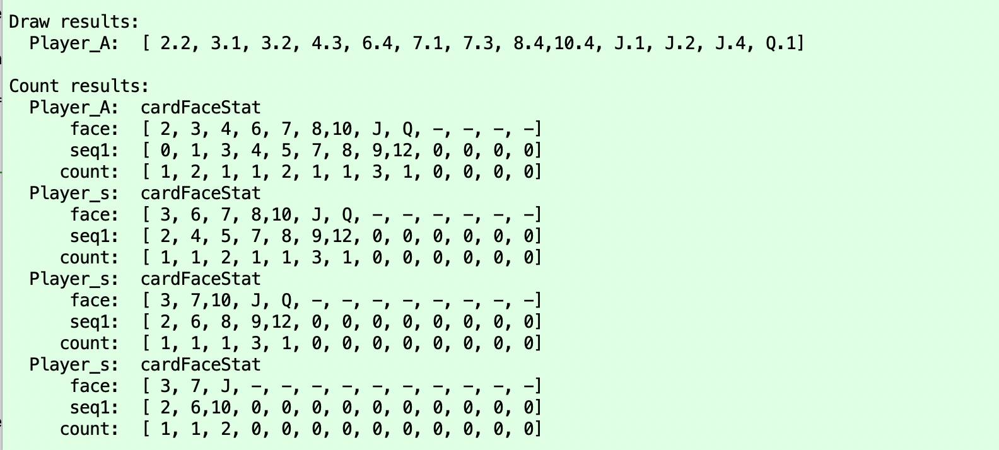 Draw results:
  Player_A:  [ 2.2, 3.1, 3.2, 4.3, 6.4, 7.1, 7.3, 8.4,10.4, J.1, J.2, J.4, Q.1]

Count results:
  Player_A:  cardFaceStat
      face:  [ 2, 3, 4, 6, 7, 8,10, J, Q, -, -, -, -]
      seq1:  [ 0, 1, 3, 4, 5, 7, 8, 9,12, 0, 0, 0, 0]
     count:  [ 1, 2, 1, 1, 2, 1, 1, 3, 1, 0, 0, 0, 0]
  Player_s:  cardFaceStat
      face:  [ 3, 6, 7, 8,10, J, Q, -, -, -, -, -, -]
      seq1:  [ 2, 4, 5, 7, 8, 9,12, 0, 0, 0, 0, 0, 0]
     count:  [ 1, 1, 2, 1, 1, 3, 1, 0, 0, 0, 0, 0, 0]
  Player_s:  cardFaceStat
      face:  [ 3, 7,10, J, Q, -, -, -, -, -, -, -, -]
      seq1:  [ 2, 6, 8, 9,12, 0, 0, 0, 0, 0, 0, 0, 0]
     count:  [ 1, 1, 1, 3, 1, 0, 0, 0, 0, 0, 0, 0, 0]
  Player_s:  cardFaceStat
      face:  [ 3, 7, J, -, -, -, -, -, -, -, -, -, -]
      seq1:  [ 2, 6,10, 0, 0, 0, 0, 0, 0, 0, 0, 0, 0]
     count:  [ 1, 1, 2, 0, 0, 0, 0, 0, 0, 0, 0, 0, 0]